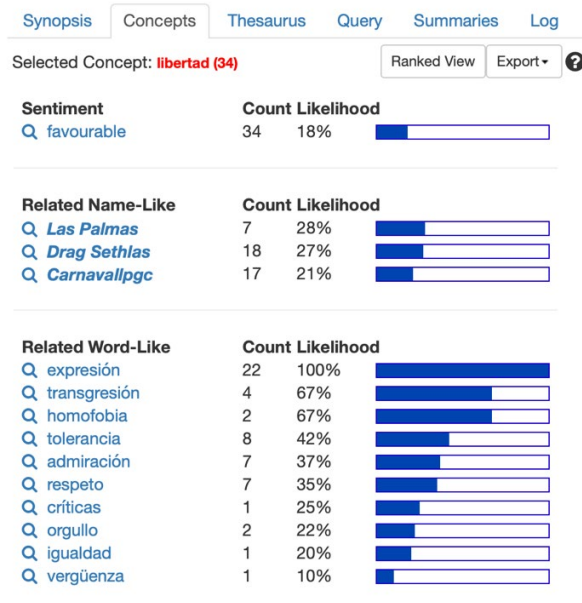 Synopsis Concepts Thesaurus Query Summaries Log
Selected Concept: libertad (34) Ranked View Export ?
Sentiment Count Likelihood
favourable 34 18%
Related Name-Like Count Likelihood
Las Palmas 7 28%
Drag Sethlas 18 27%
Carnavallpgc 17 21%
Related Word-Like Count Likelihood
expresión 22 100%
transgresión 4 67%
homofobia 2 67%
tolerancia 8 42%
admiración 7 37%
respeto 7 35%
críticas 1 25%
orgullo 2 22%
igualdad 1 20%
vergüenza 1 10%